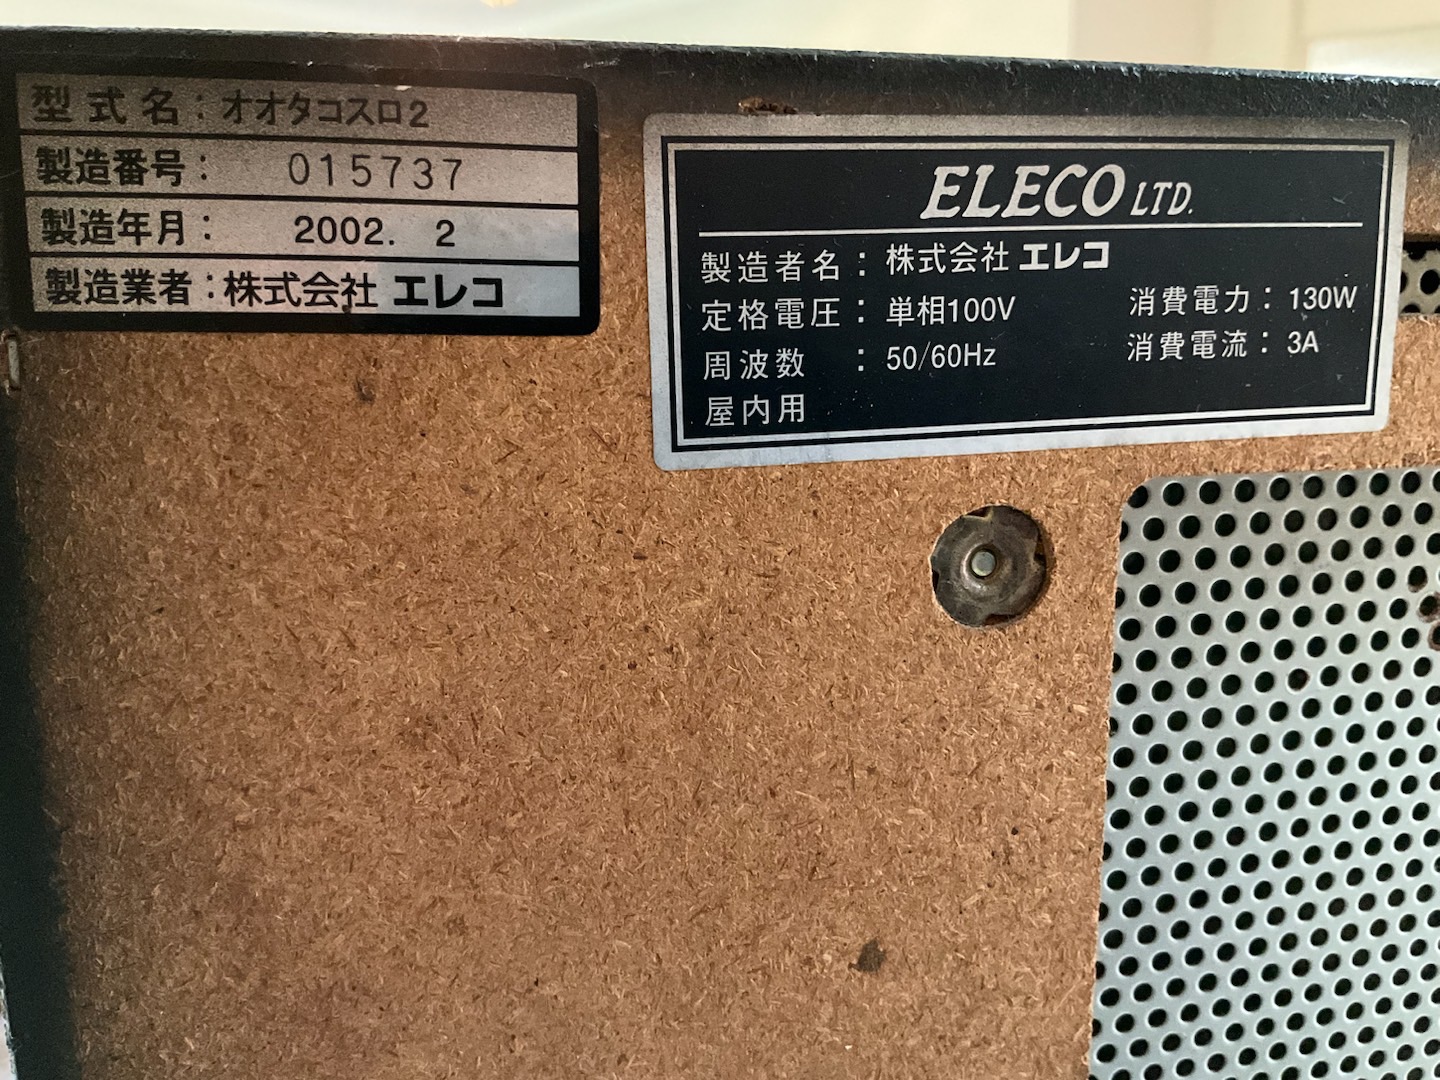 型式名：オオタコスロ2
製造番号： 015737
製造年月： 2002. 2
製造業者：株式会社 エレコ
ELECO LTD.
製造者名：株式会社 エレコ
定格電圧：単相100V 消費電力：130W
周波数 ：50/60Hz 消費電流：3A
屋内用